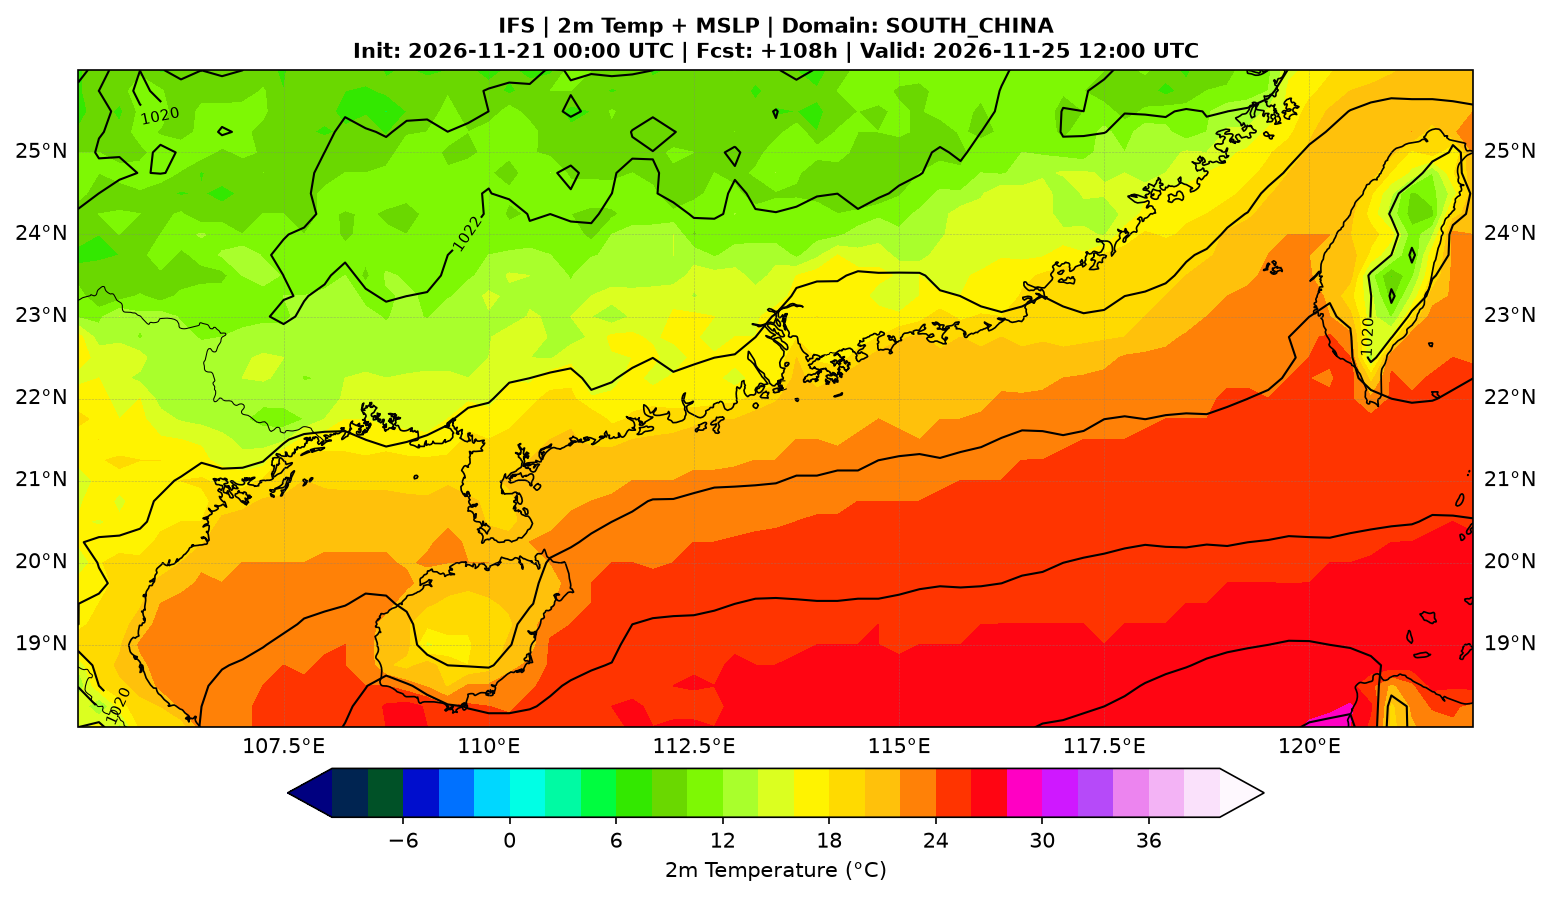 IFS | 2m Temp + MSLP | Domain: SOUTH_CHINA
Init: 2026-11-21 00:00 UTC | Fcst: +108h | Valid: 2026-11-25 12:00 UTC
1020
25°N 25°N
24°N 1022 24°N
23°N 23°N
1020
22°N 22°N
21°N 21°N
20°N 20°N
19°N 19°N
1020
107.5°E 110°E 112.5°E 115°E 117.5°E 120°E
−6 0 6 12 18 24 30 36
2m Temperature (°C)